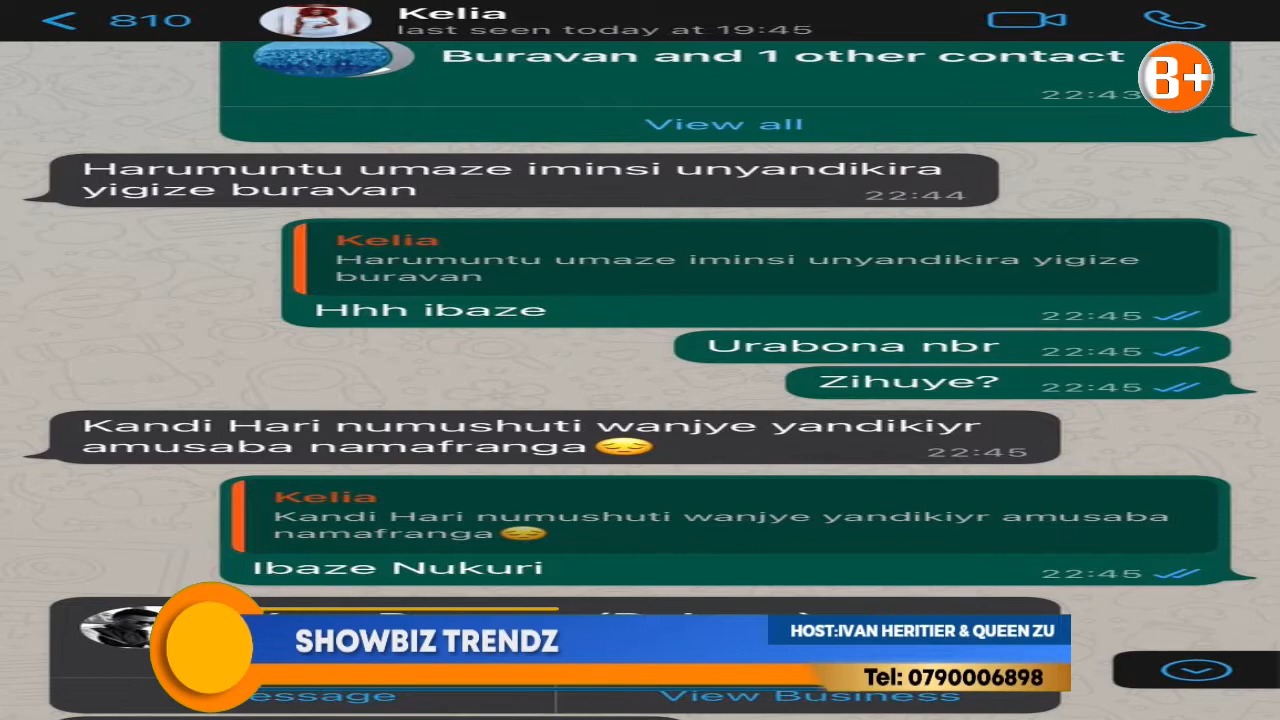 810
Kelia
last seen today at 19:45
Buravan and 1 other contact
B+
22:43
View all
Harumuntu umaze iminsi unyandikira
yigize buravan
22:44
Kelia
Harumuntu umaze iminsi unyandikira yigize
buravan
Hhh ibaze
22:45
Urabona nbr
22:45
Zihuye?
22:45
Kandi Hari numushuti wanjye yandikiyr
amusaba namafranga😔
22:45
Kelia
Kandi Hari numushuti wanjye yandikiyr amusaba
namafranga😔
Ibaze Nukuri
22:45
SHOWBIZ TRENDZ
HOST:IVAN HERITIER & QUEEN ZU
Tel: 0790006898
View Business